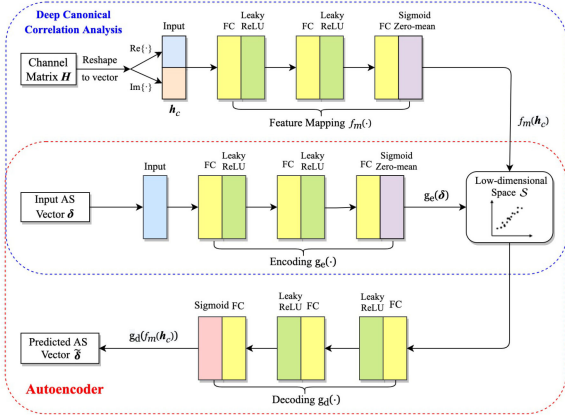 Deep Canonical
Correlation Analysis
Input
Leaky
FC ReLU
Leaky
FC ReLU
Sigmoid
FC Zero-mean
Channel
Matrix H
Reshape
to vector
Re{·}
Im{·}
h_c
Feature Mapping f_m(·)
f_m(h_c)
Input
Leaky
FC ReLU
Leaky
FC ReLU
Sigmoid
FC Zero-mean
Input AS
Vector δ
g_e(δ)
Low-dimensional
Space S
Encoding g_e(·)
Sigmoid FC
Leaky
ReLU FC
Leaky
ReLU FC
g_d(f_m(h_c))
Predicted AS
Vector δ̃
Autoencoder
Decoding g_d(·)